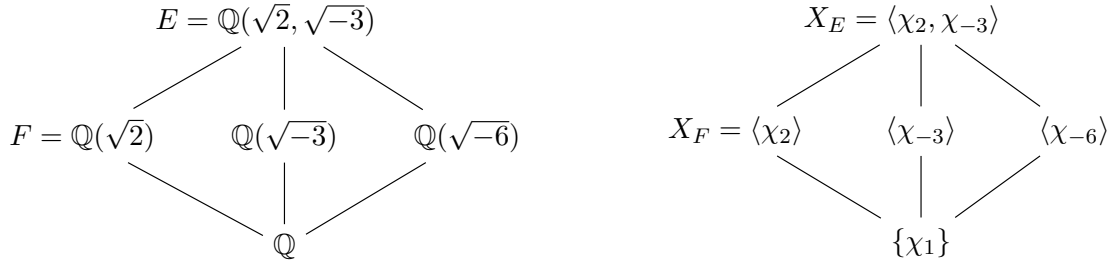 E = ℚ(√2, √−3)
F = ℚ(√2) ℚ(√−3) ℚ(√−6)
ℚ
X_E = ⟨χ_2, χ_{−3}⟩
X_F = ⟨χ_2⟩ ⟨χ_{−3}⟩ ⟨χ_{−6}⟩
{χ_1}